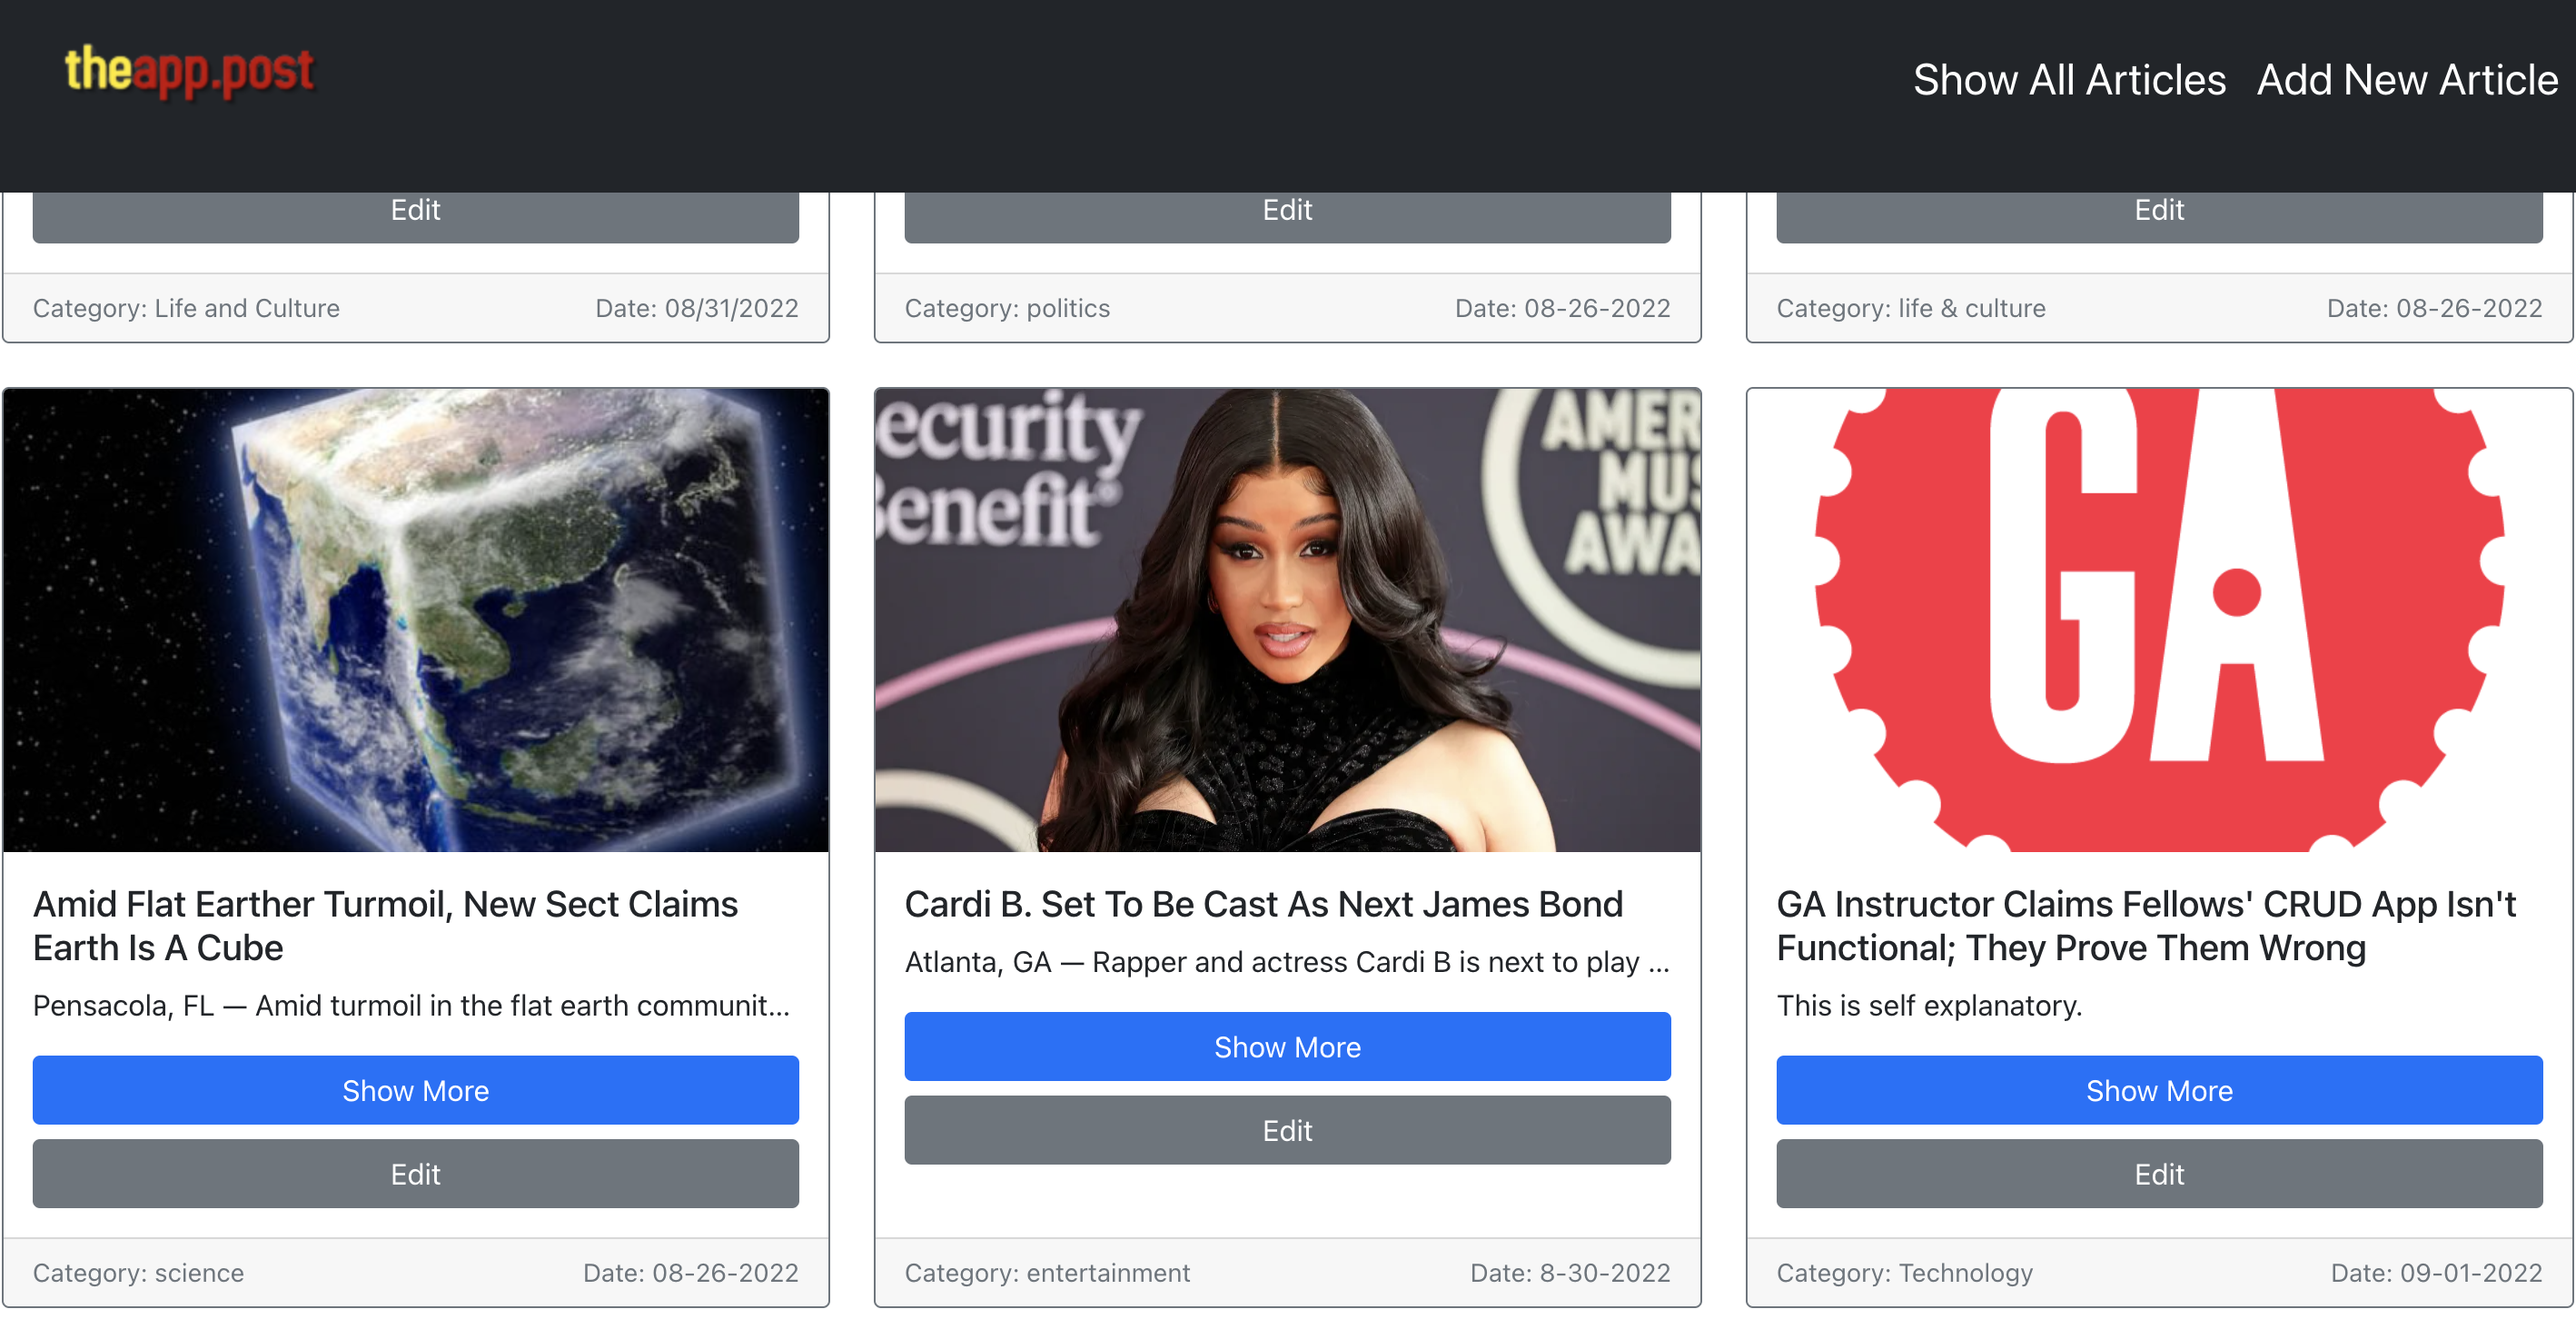 theapp.post
Show All Articles Add New Article
Edit Edit Edit
Category: Life and Culture Date: 08/31/2022 Category: politics Date: 08-26-2022 Category: life & culture Date: 08-26-2022
ecurity
Benefit®
AMER
MUS
AWA
GA
Amid Flat Earther Turmoil, New Sect Claims
Earth Is A Cube
Pensacola, FL — Amid turmoil in the flat earth communit...
Show More
Edit
Category: science Date: 08-26-2022
Cardi B. Set To Be Cast As Next James Bond
Atlanta, GA — Rapper and actress Cardi B is next to play ...
Show More
Edit
Category: entertainment Date: 8-30-2022
GA Instructor Claims Fellows' CRUD App Isn't
Functional; They Prove Them Wrong
This is self explanatory.
Show More
Edit
Category: Technology Date: 09-01-2022